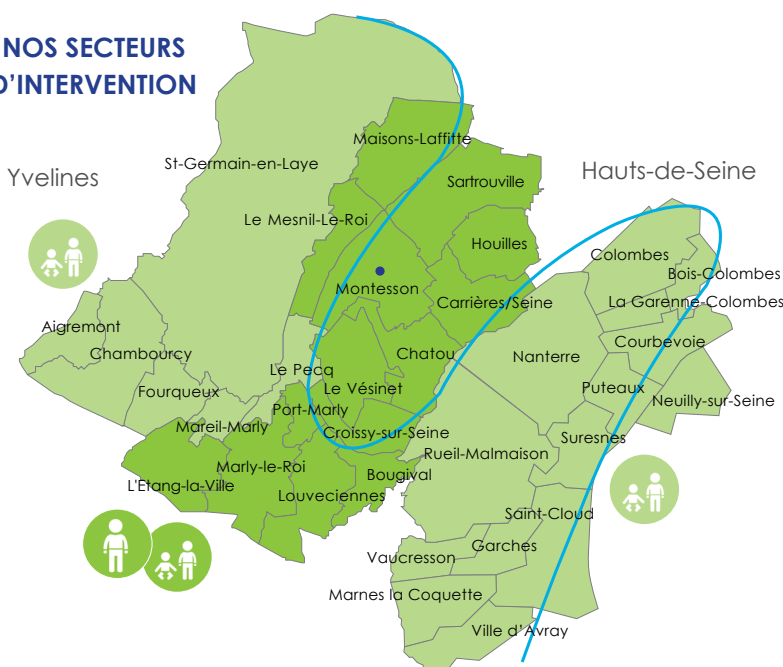 NOS SECTEURS
D'INTERVENTION
Yvelines
Hauts-de-Seine
Maisons-Laffitte
St-Germain-en-Laye
Sartrouville
Le Mesnil-Le-Roi
Houilles
Colombes
Bois-Colombes
Montesson
Carrières/Seine
La Garenne-Colombes
Aigremont
Courbevoie
Chambourcy
Chatou
Nanterre
Le Pecq
Fourqueux
Le Vésinet
Puteaux
Neuilly-sur-Seine
Port-Marly
Mareil-Marly
Croissy-sur-Seine
Suresnes
Rueil-Malmaison
Marly-le-Roi
Bougival
L'Etang-la-Ville
Louveciennes
Saint-Cloud
Garches
Vaucresson
Marnes la Coquette
Ville d'Avray